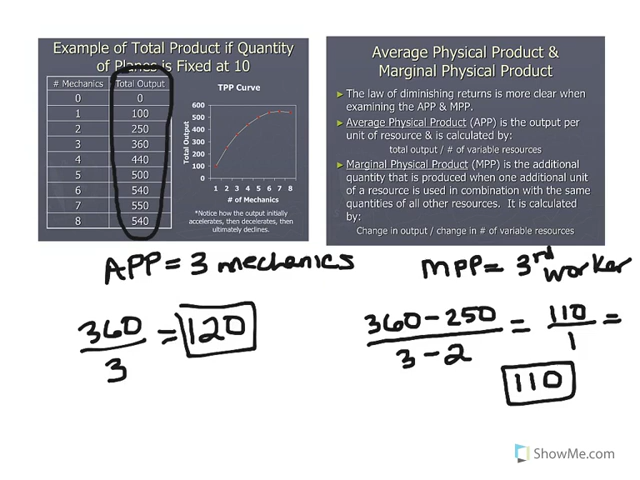 Example of Total Product if Quantity
of Planes is Fixed at 10
# Mechanics Total Output
0 0
1 100
2 250
3 360
4 440
5 500
6 540
7 550
8 540
TPP Curve
Total Output
600
500
400
300
200
100
0
1 2 3 4 5 6 7 8
# of Mechanics
*Notice how the output initially
accelerates, then decelerates, then
ultimately declines.
Average Physical Product &
Marginal Physical Product
The law of diminishing returns is more clear when
examining the APP & MPP.
Average Physical Product (APP) is the output per
unit of resource & is calculated by:
total output / # of variable resources
Marginal Physical Product (MPP) is the additional
quantity that is produced when one additional unit
of a resource is used in combination with the same
quantities of all other resources. It is calculated
by:
Change in output / change in # of variable resources
APP = 3 mechanics
360
3
= 120
MPP = 3rd worker
360 - 250
3 - 2
= 110
1
=
110
ShowMe.com